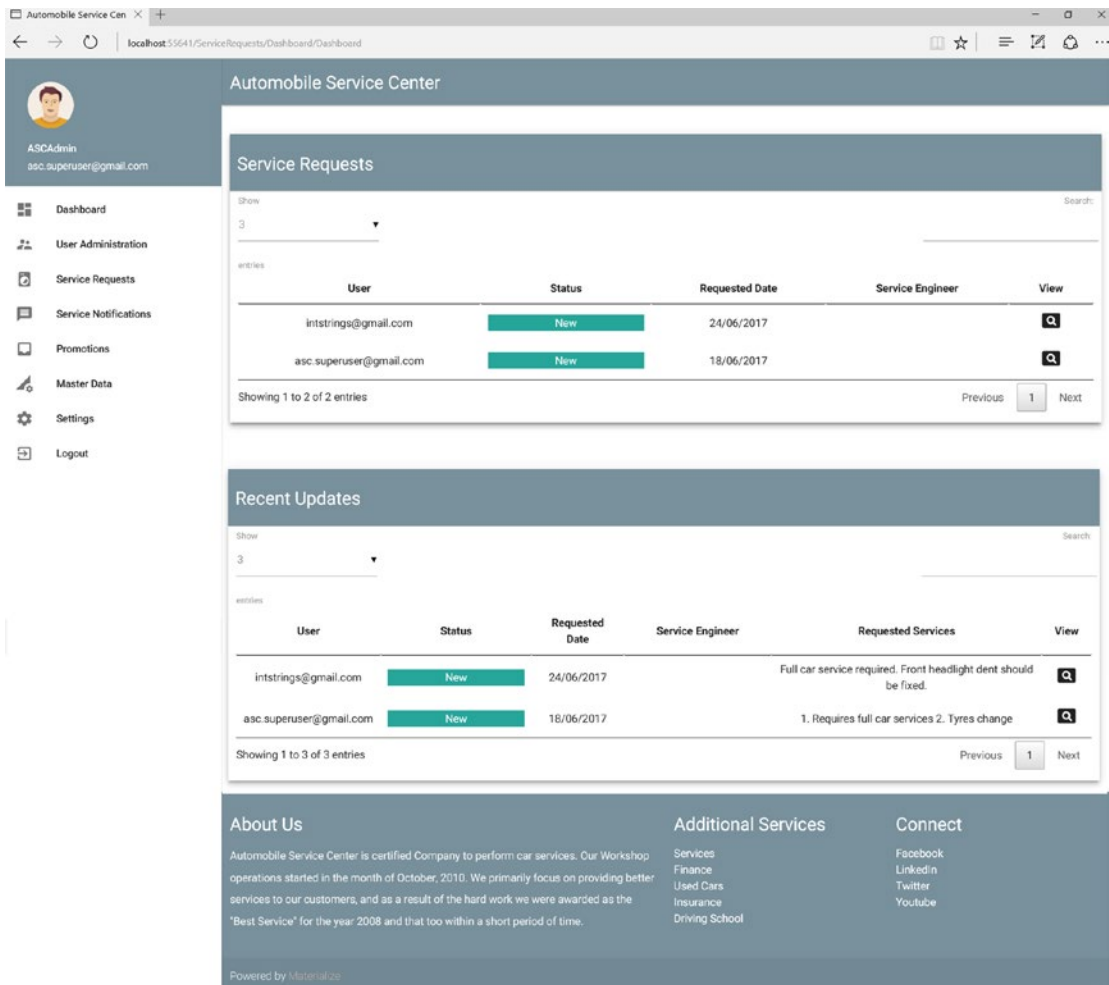 Automobile Service Cen
localhost:55641/ServiceRequests/Dashboard/Dashboard
ASCAdmin
asc.superuser@gmail.com
Dashboard
User Administration
Service Requests
Service Notifications
Promotions
Master Data
Settings
Logout
Automobile Service Center
Service Requests
Show
Search:
3
entries
User Status Requested Date Service Engineer View
intstrings@gmail.com New 24/06/2017
asc.superuser@gmail.com New 18/06/2017
Showing 1 to 2 of 2 entries Previous 1 Next
Recent Updates
Show
Search:
3
entries
User Status Requested Date Service Engineer Requested Services View
intstrings@gmail.com New 24/06/2017 Full car service required. Front headlight dent should
be fixed.
asc.superuser@gmail.com New 18/06/2017 1. Requires full car services 2. Tyres change
Showing 1 to 3 of 3 entries Previous 1 Next
About Us
Automobile Service Center is certified Company to perform car services. Our Workshop
operations started in the month of October, 2010. We primarily focus on providing better
services to our customers, and as a result of the hard work we were awarded as the
"Best Service" for the year 2008 and that too within a short period of time.
Additional Services
Services
Finance
Used Cars
Insurance
Driving School
Connect
Facebook
LinkedIn
Twitter
Youtube
Powered by Materialize